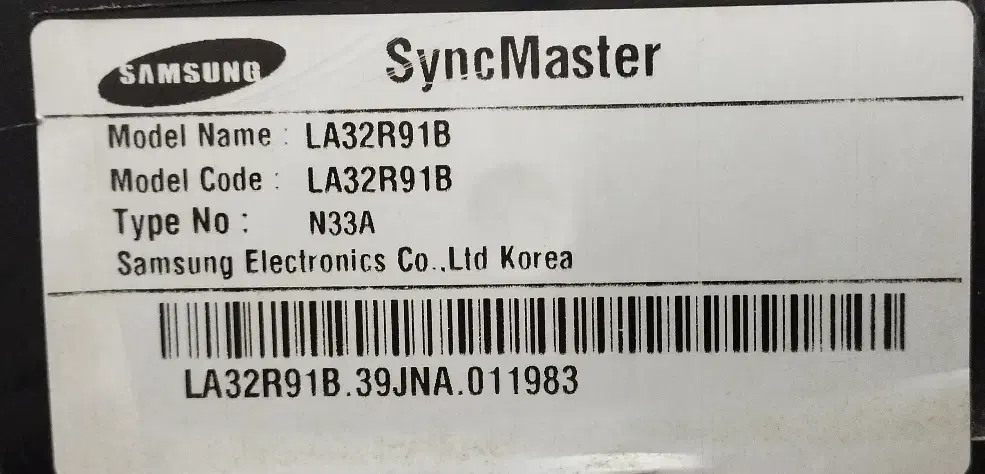 SAMSUNG SyncMaster
Model Name : LA32R91B
Model Code : LA32R91B
Type No : N33A
Samsung Electronics Co.,Ltd Korea
LA32R91B.39JNA.011983